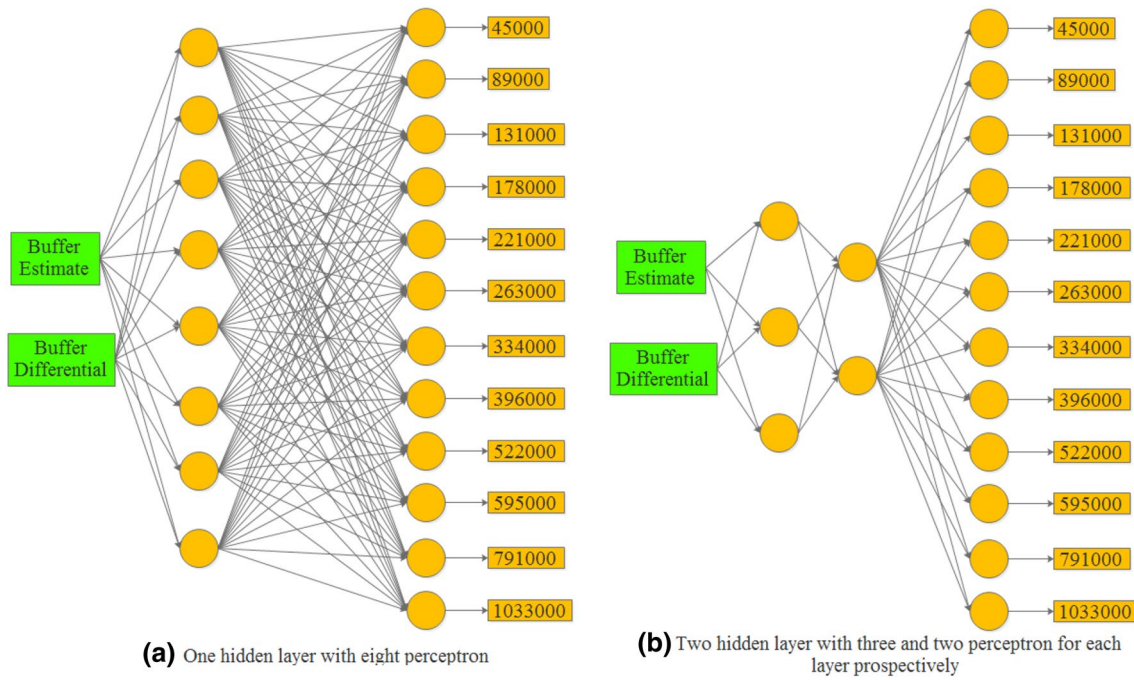 Buffer
Estimate
Buffer
Differential
45000
89000
131000
178000
221000
263000
334000
396000
522000
595000
791000
1033000
(a) One hidden layer with eight perceptron
Buffer
Estimate
Buffer
Differential
45000
89000
131000
178000
221000
263000
334000
396000
522000
595000
791000
1033000
(b) Two hidden layer with three and two perceptron for each
layer prospectively